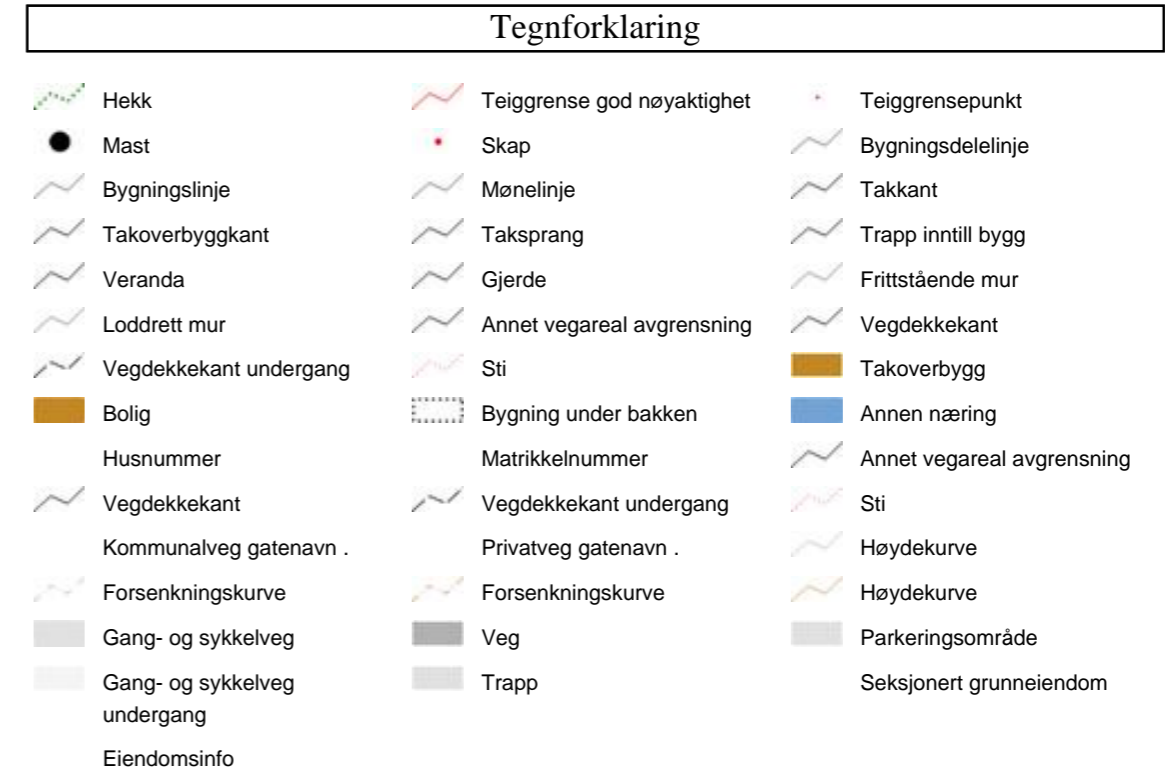 Tegnforklaring
Hekk
Teiggrense god nøyaktighet
Teiggrensepunkt
Mast
Skap
Bygningsdelelinje
Bygningslinje
Mønelinje
Takkant
Takoverbyggkant
Taksprang
Trapp inntill bygg
Veranda
Gjerde
Frittstående mur
Loddrett mur
Annet vegareal avgrensning
Vegdekkekant
Vegdekkekant undergang
Sti
Takoverbygg
Bolig
Bygning under bakken
Annen næring
Husnummer
Matrikkelnummer
Annet vegareal avgrensning
Vegdekkekant
Vegdekkekant undergang
Sti
Kommunalveg gatenavn .
Privatveg gatenavn .
Høydekurve
Forsenkningskurve
Forsenkningskurve
Høydekurve
Gang- og sykkelveg
Veg
Parkeringsområde
Gang- og sykkelveg
undergang
Trapp
Seksjonert grunneiendom
Eiendomsinfo